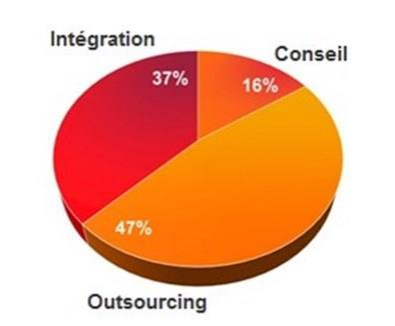 Intégration
Conseil
37%
16%
47%
Outsourcing